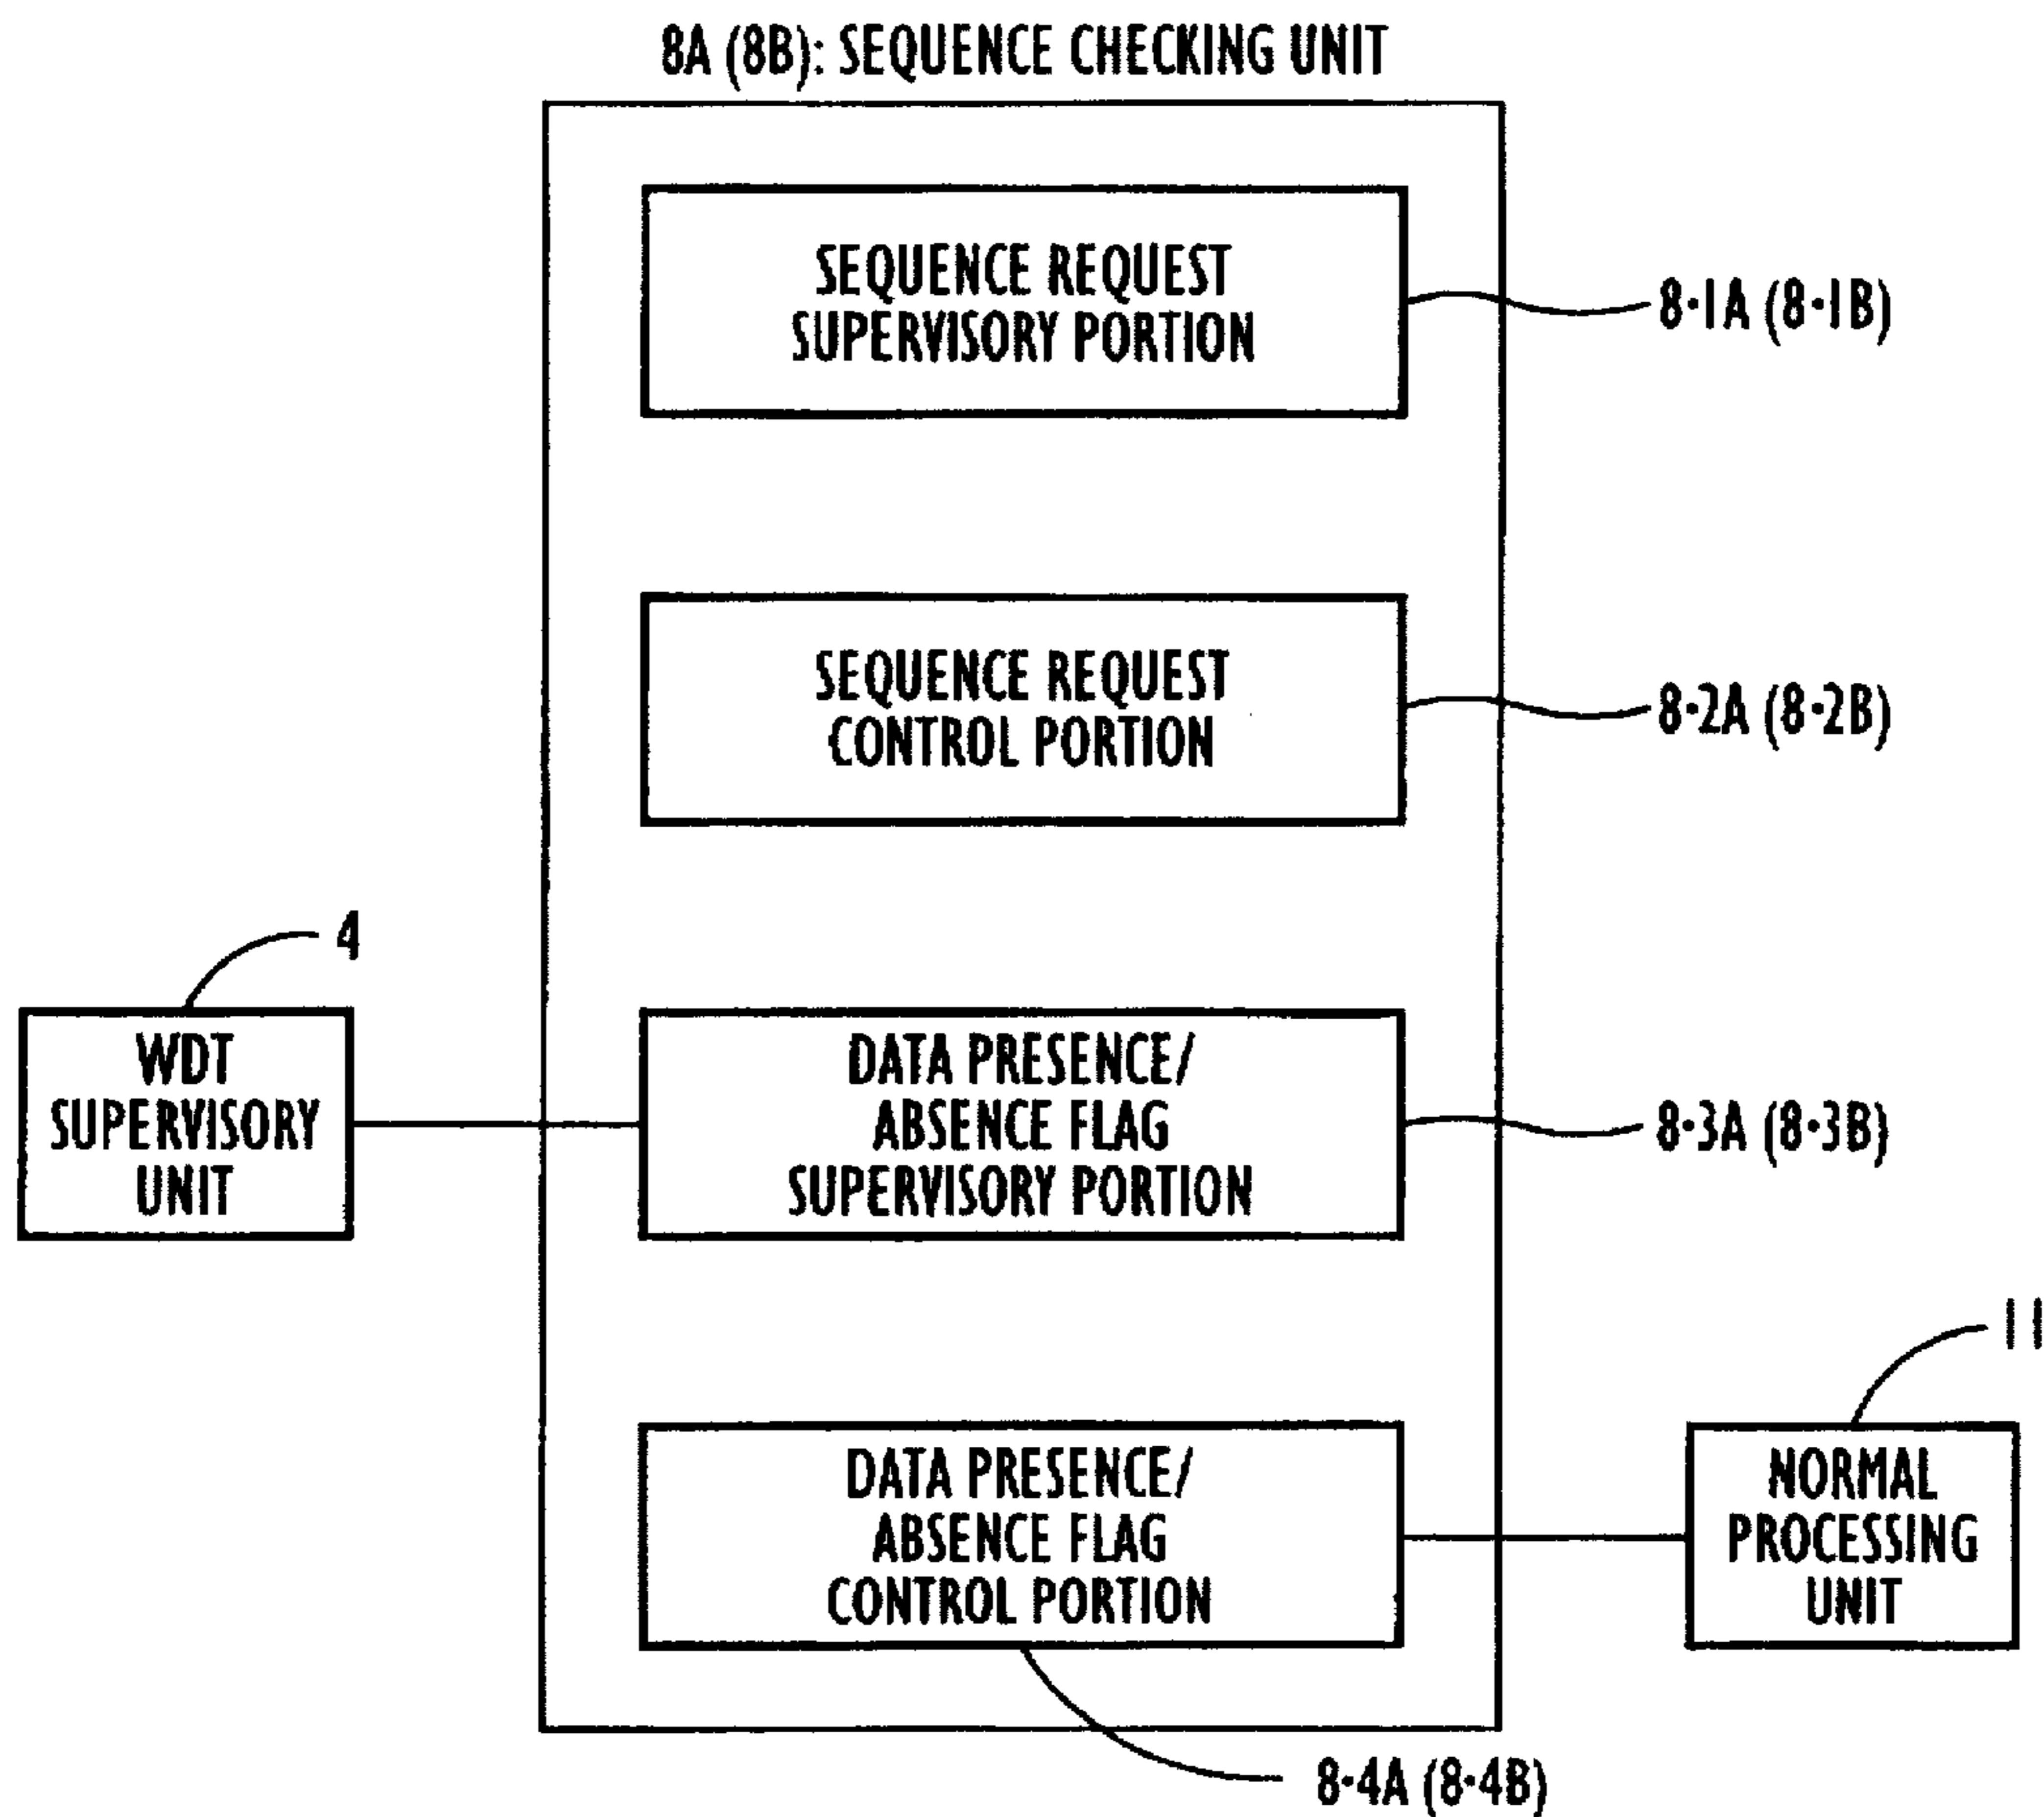 8A (8B): SEQUENCE CHECKING UNIT
SEQUENCE REQUEST
SUPERVISORY PORTION
8·1A (8·1B)
SEQUENCE REQUEST
CONTROL PORTION
8·2A (8·2B)
4
WDT
SUPERVISORY
UNIT
DATA PRESENCE/
ABSENCE FLAG
SUPERVISORY PORTION
8·3A (8·3B)
11
DATA PRESENCE/
ABSENCE FLAG
CONTROL PORTION
NORMAL
PROCESSING
UNIT
8·4A (8·4B)